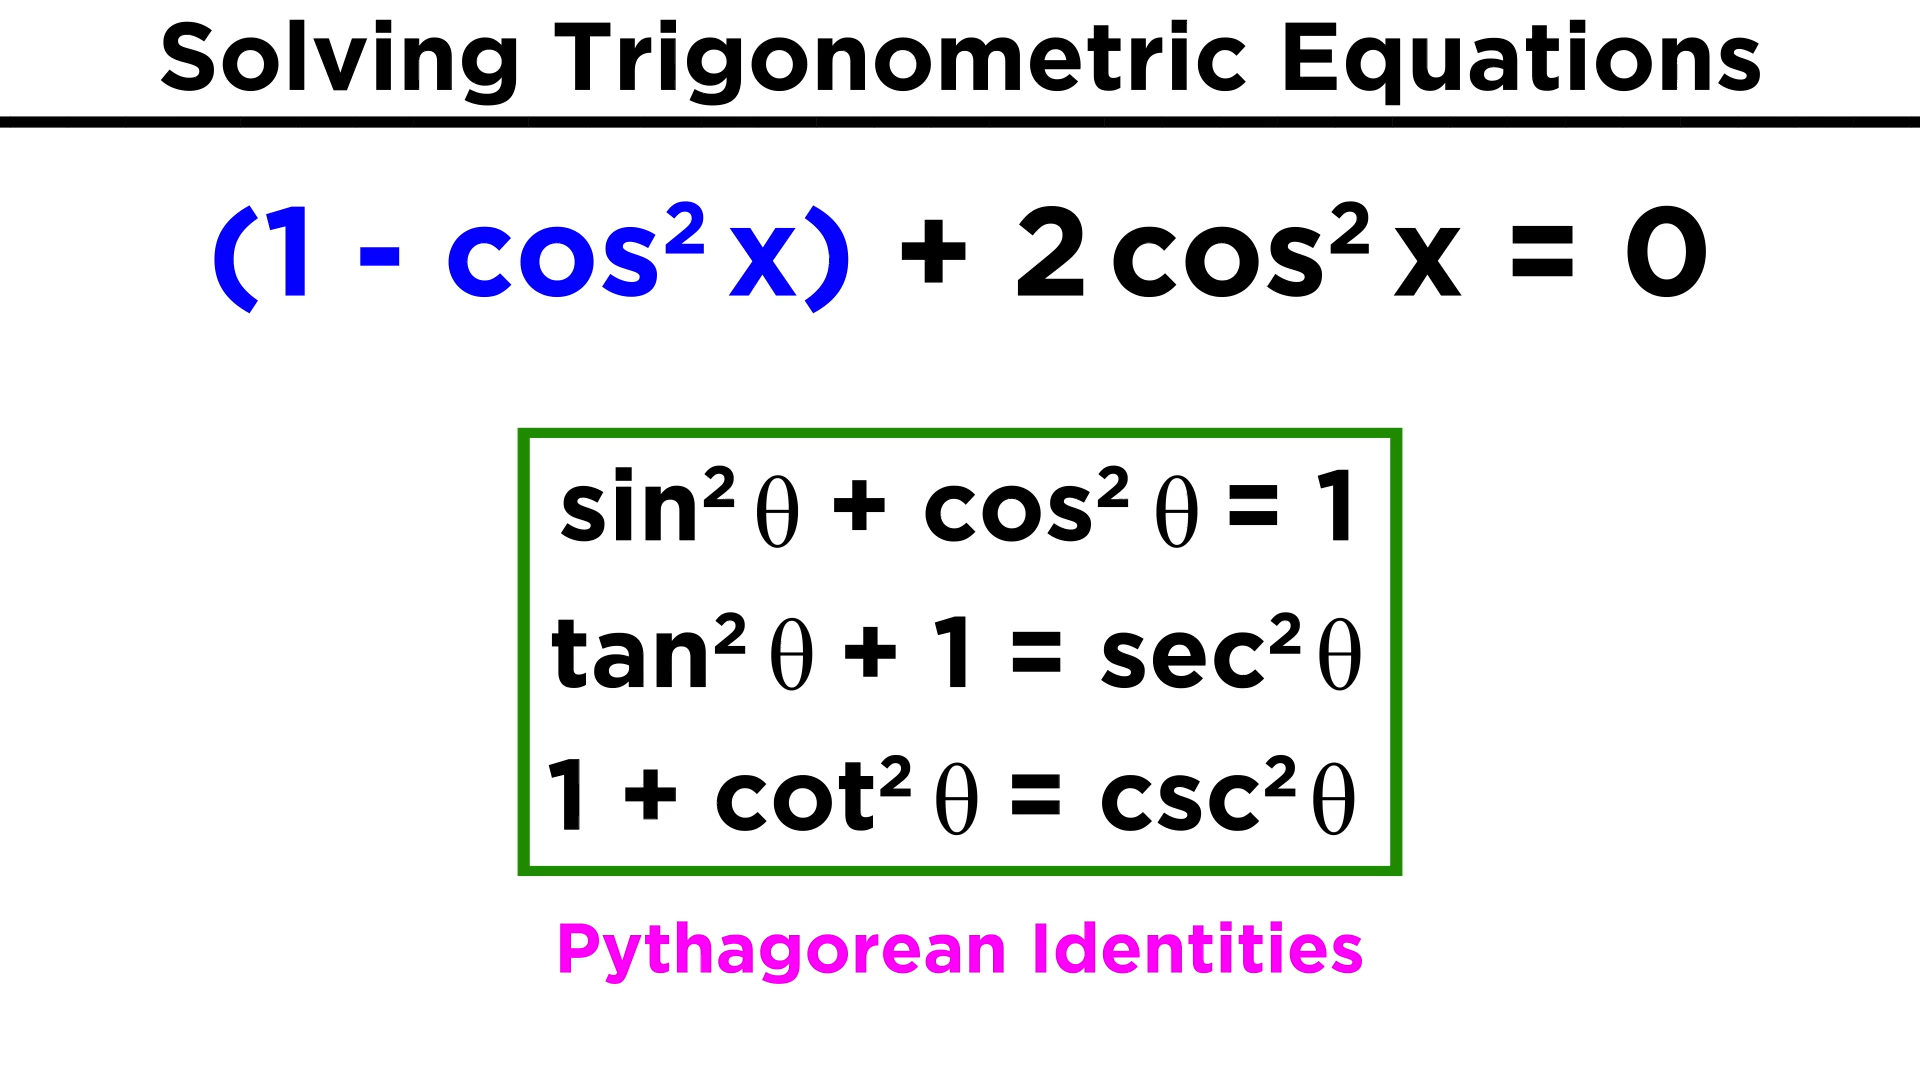 Solving Trigonometric Equations
(1 - cos² x) + 2 cos² x = 0
sin² θ + cos² θ = 1
tan² θ + 1 = sec² θ
1 + cot² θ = csc² θ
Pythagorean Identities